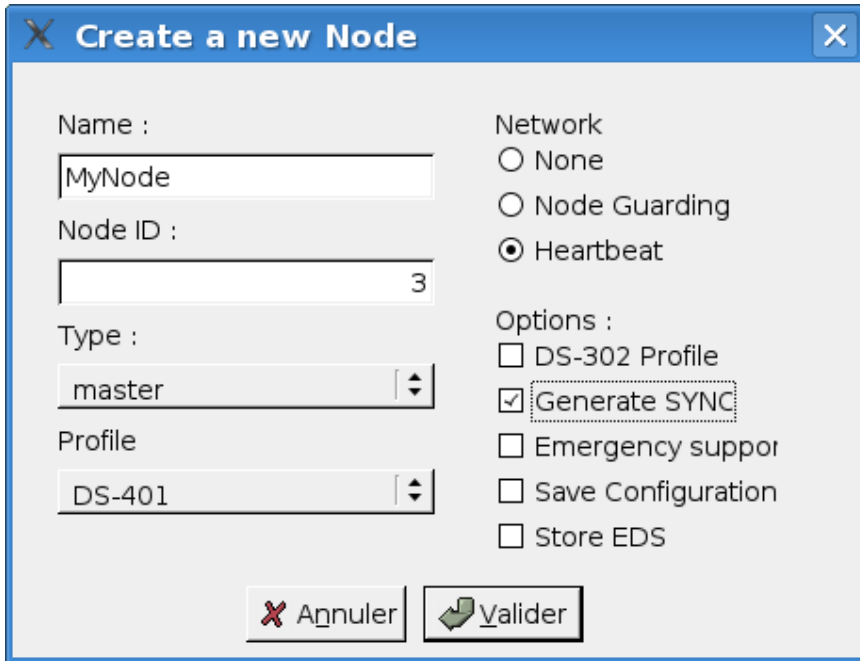 Create a new Node
Name :
MyNode
Node ID :
3
Type :
master
Profile
DS-401
Network
None
Node Guarding
Heartbeat
Options :
DS-302 Profile
Generate SYNC
Emergency suppor
Save Configuration
Store EDS
Annuler
Valider